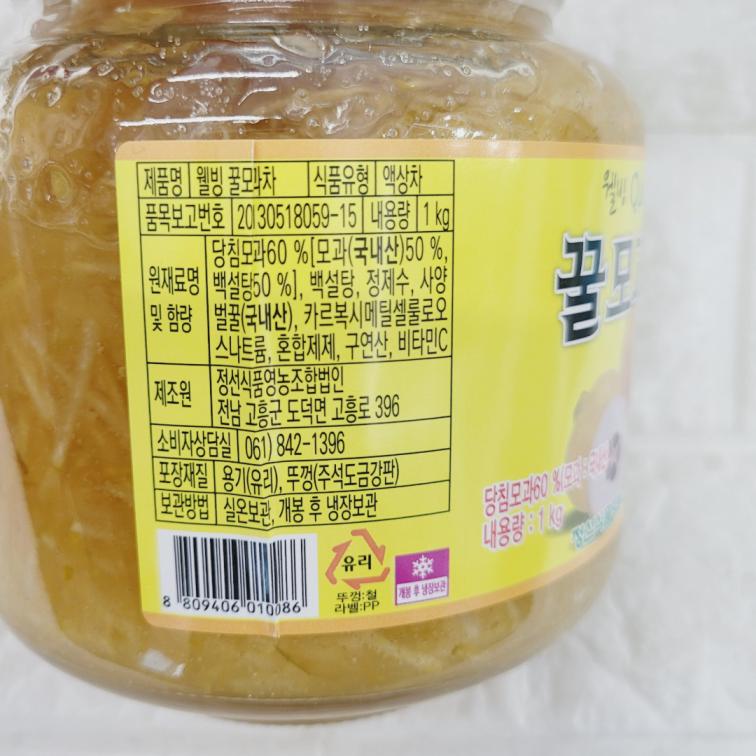 제품명 웰빙 꿀모과차 식품유형 액상차
품목보고번호 20130518059-15 내용량 1 kg
원재료명 및 함량
당침모과60 %[모과(국내산)50 %,
백설탕50 %], 백설탕, 정제수, 사양
벌꿀(국내산), 카르복시메틸셀룰로오
스나트륨, 혼합제제, 구연산, 비타민C
제조원 정선식품영농조합법인
전남 고흥군 도덕면 고흥로 396
소비자상담실 061) 842-1396
포장재질 용기(유리), 뚜껑(주석도금강판)
보관방법 실온보관, 개봉 후 냉장보관
8 809406 010086
유리
뚜껑:철
라벨:PP
개봉 후 냉장보관
웰빙
꿀모
당침모과60 %
내용량 : 1 kg